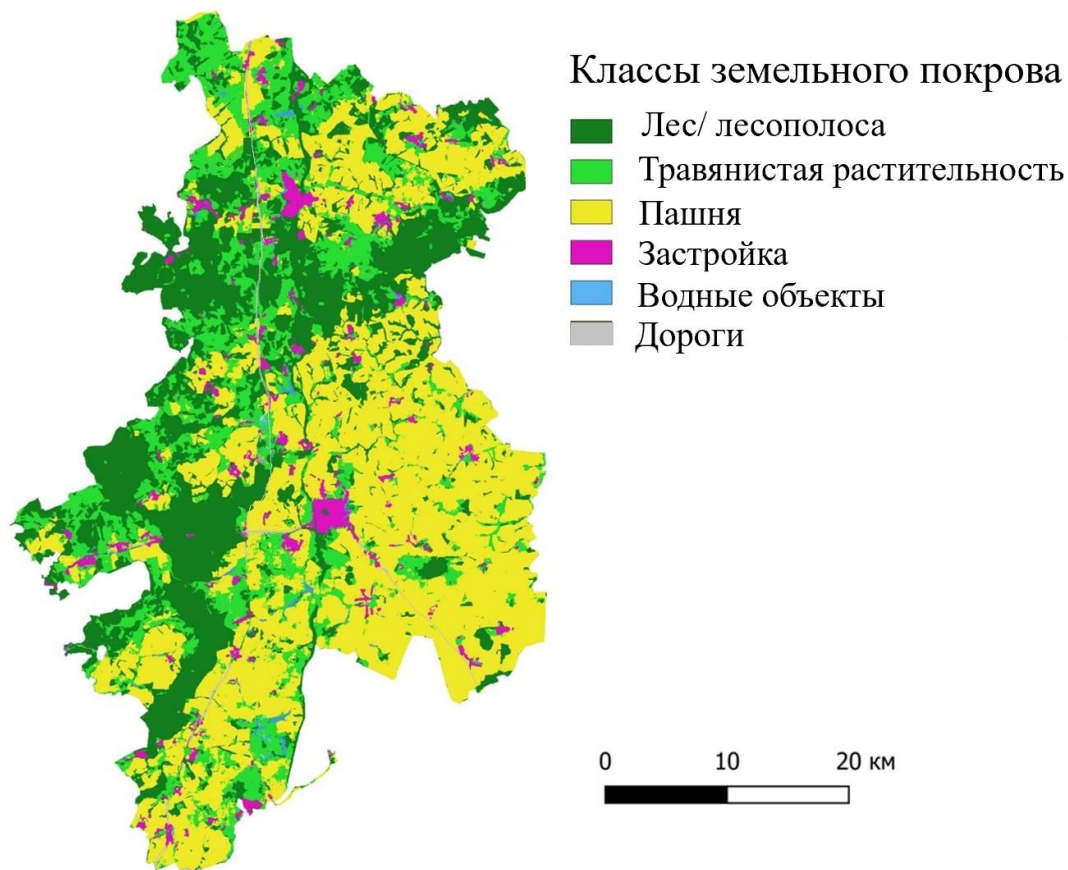 Классы земельного покрова
Лес/ лесополоса
Травянистая растительность
Пашня
Застройка
Водные объекты
Дороги
0 10 20 км